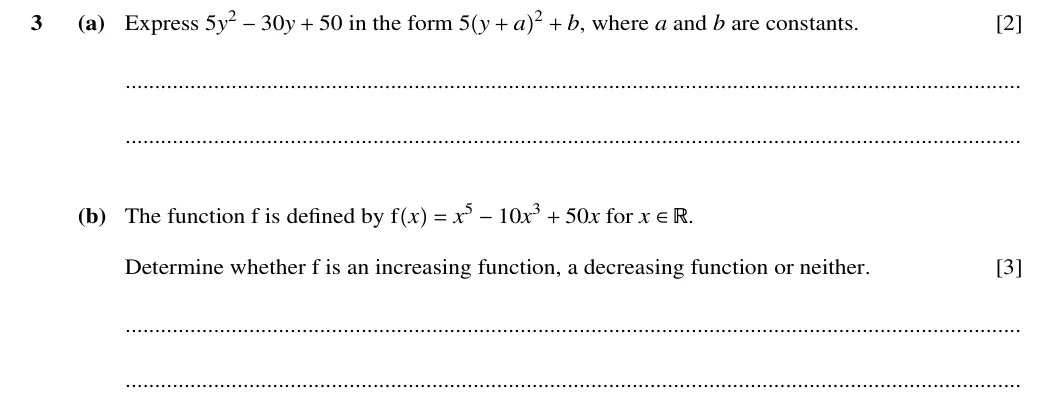 3 (a) Express 5y² – 30y + 50 in the form 5(y + a)² + b, where a and b are constants. [2]
(b) The function f is defined by f(x) = x⁵ – 10x³ + 50x for x ∈ ℝ.
Determine whether f is an increasing function, a decreasing function or neither. [3]